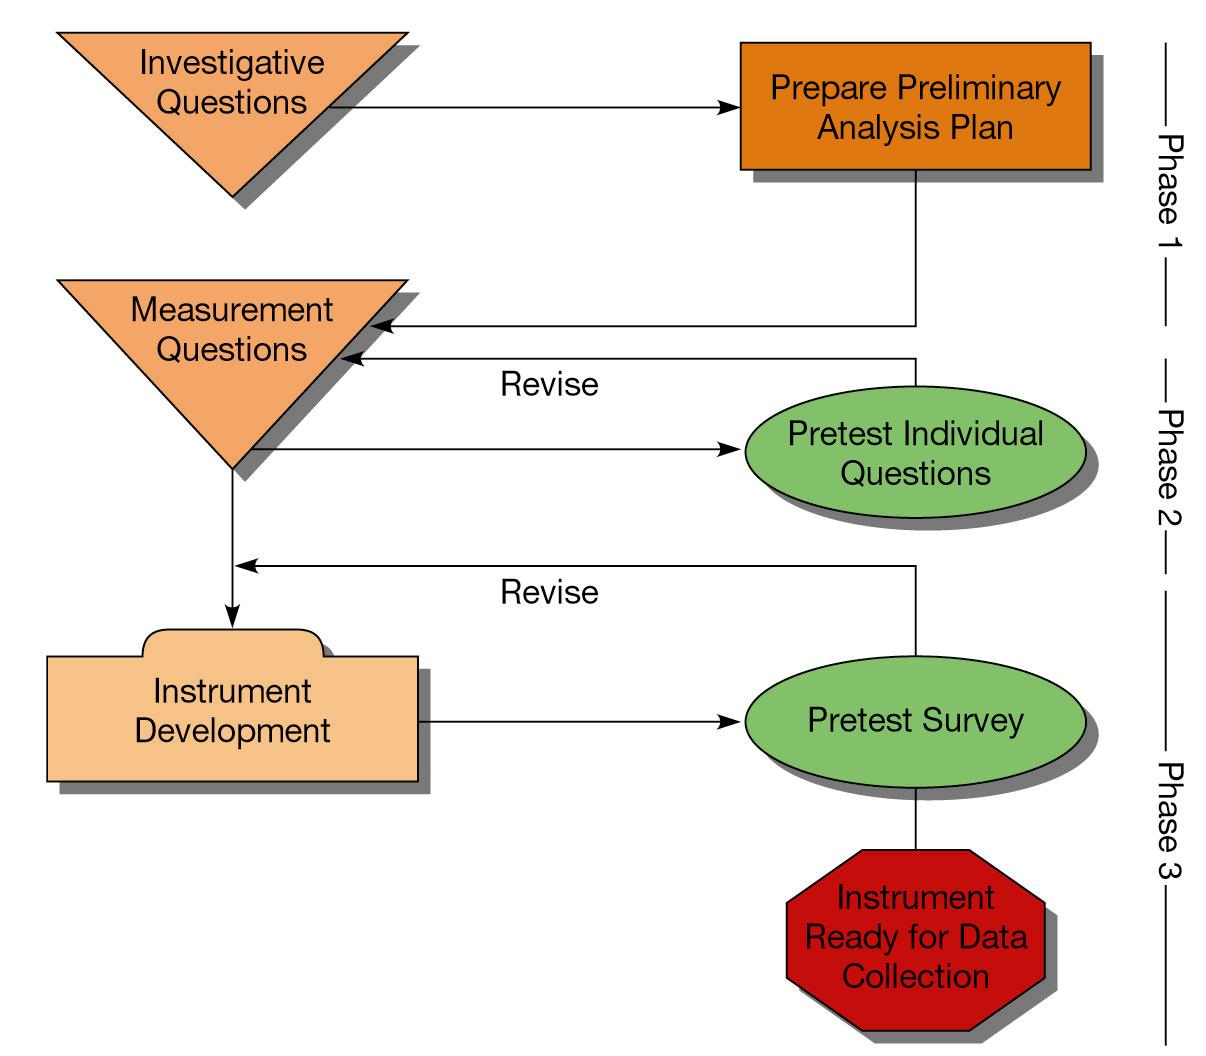 Investigative
Questions
Prepare Preliminary
Analysis Plan
Phase 1
Measurement
Questions
Revise
Pretest Individual
Questions
Phase 2
Revise
Instrument
Development
Pretest Survey
Phase 3
Instrument
Ready for Data
Collection